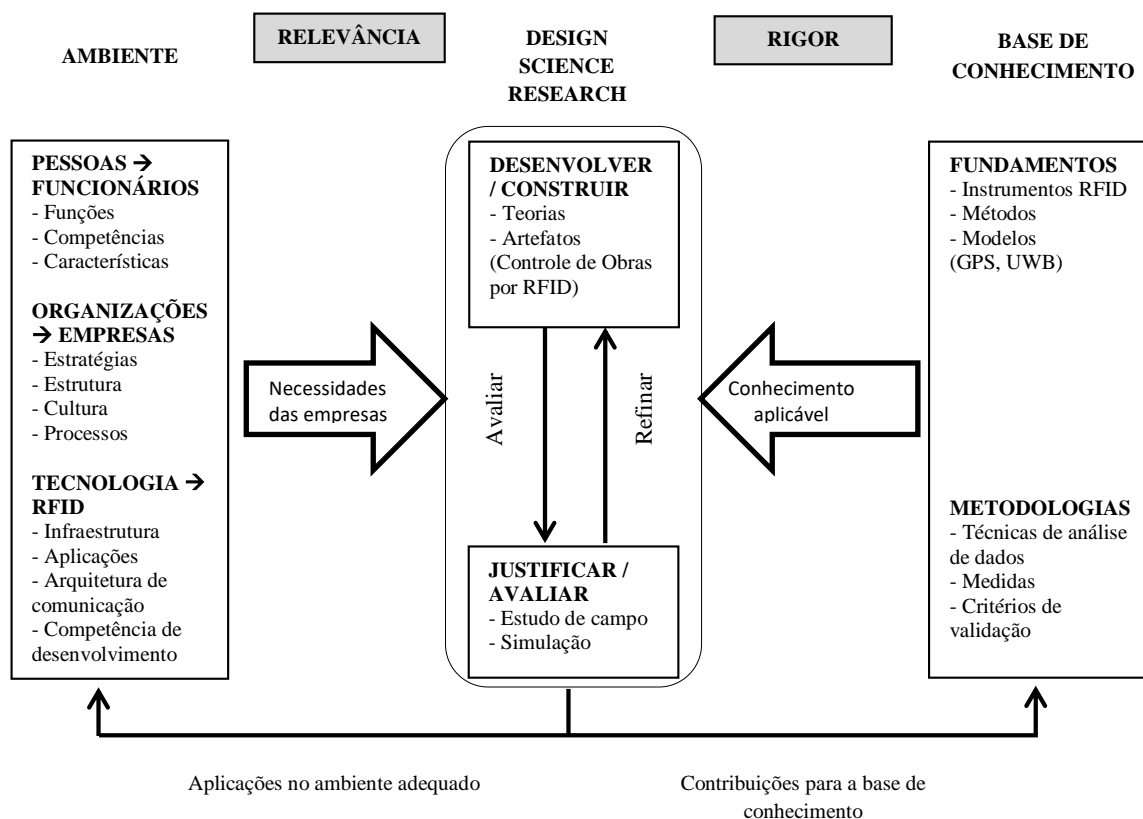 AMBIENTE
RELEVÂNCIA
DESIGN
SCIENCE
RESEARCH
RIGOR
BASE DE
CONHECIMENTO
PESSOAS →
FUNCIONÁRIOS
- Funções
- Competências
- Características
ORGANIZAÇÕES
→ EMPRESAS
- Estratégias
- Estrutura
- Cultura
- Processos
TECNOLOGIA →
RFID
- Infraestrutura
- Aplicações
- Arquitetura de
comunicação
- Competência de
desenvolvimento
Necessidades
das empresas
DESENVOLVER
/ CONSTRUIR
- Teorias
- Artefatos
(Controle de Obras
por RFID)
Avaliar
Refinar
JUSTIFICAR /
AVALIAR
- Estudo de campo
- Simulação
Conhecimento
aplicável
FUNDAMENTOS
- Instrumentos RFID
- Métodos
- Modelos
(GPS, UWB)
METODOLOGIAS
- Técnicas de análise
de dados
- Medidas
- Critérios de
validação
Aplicações no ambiente adequado
Contribuições para a base de
conhecimento